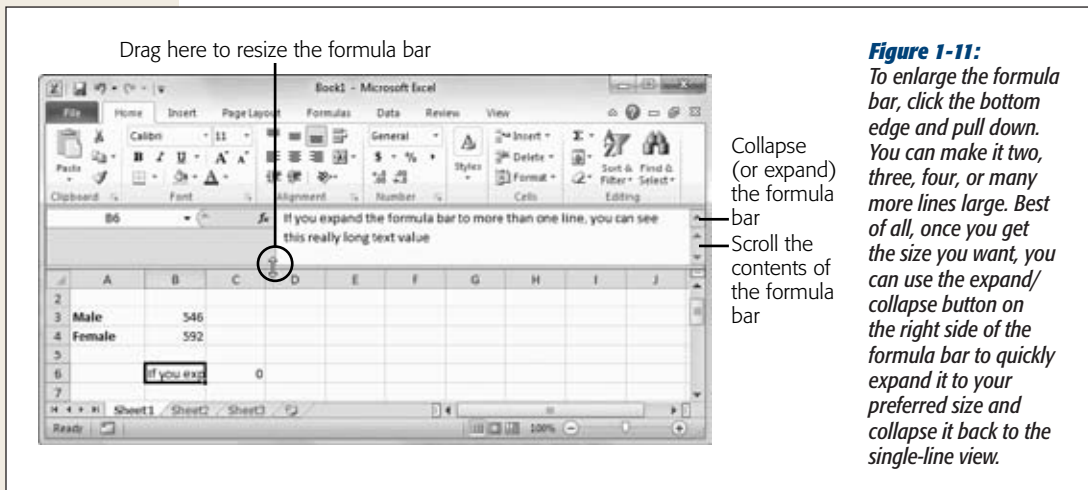 Drag here to resize the formula bar
Book1 - Microsoft Excel
File Home Insert Page Layout Formulas Data Review View
Calibri 11 General Insert
B I U A A $ % , Styles Delete
Paste A Format Sort & Find &
Filter Select
Clipboard Font Alignment Number Cells Editing
B6 fx If you expand the formula bar to more than one line, you can see
this really long text value
A B C D E F G H I J
2
3 Male 546
4 Female 592
5
6 If you exp 0
7
Sheet1 Sheet2 Sheet3
Ready 100%
Collapse
(or expand)
the formula
bar
Scroll the
contents of
the formula
bar
Figure 1-11:
To enlarge the formula
bar, click the bottom
edge and pull down.
You can make it two,
three, four, or many
more lines large. Best
of all, once you get
the size you want, you
can use the expand/
collapse button on
the right side of the
formula bar to quickly
expand it to your
preferred size and
collapse it back to the
single-line view.